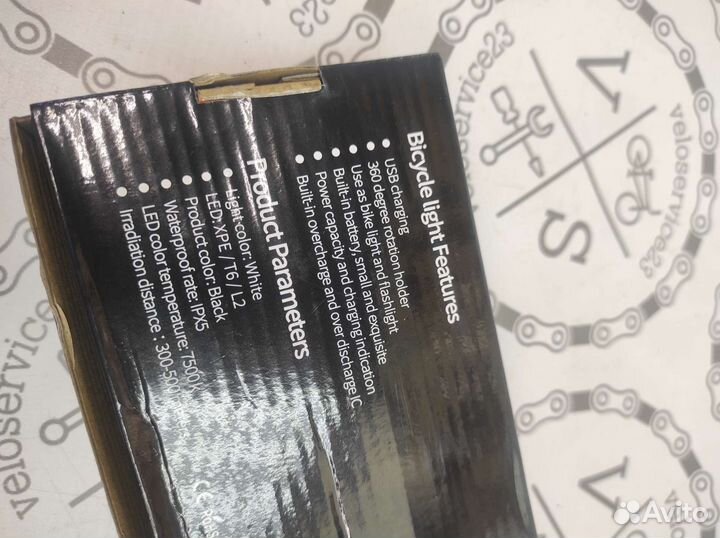 Bicycle light Features
● USB charging
● 360 degree rotation holder
● Use as bike light and flashlight
● Built-in battery, small and exquisite
● Power capacity and charging indication
● Built-in overcharge and over discharge IC
Product Parameters
● Light color: White
● LED: XPE / T6 / L2
● Product color: Black
● Waterproof rate: IPX5
● LED color temperature: 7500
● Irradiation distance : 300-500
CE
veloservice23
V
S
veloservice23
veloservice23
V
S
Avito